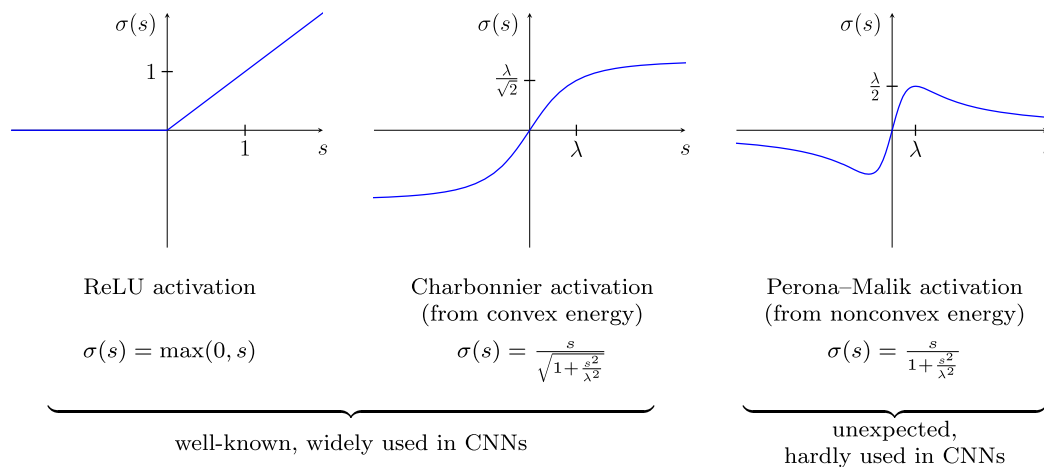 σ(s)
1
1
s
σ(s)
λ/√2
λ
s
σ(s)
λ/2
λ
ReLU activation
σ(s) = max(0, s)
Charbonnier activation
(from convex energy)
σ(s) = s/√(1+s²/λ²)
Perona–Malik activation
(from nonconvex energy)
σ(s) = s/(1+s²/λ²)
well-known, widely used in CNNs
unexpected,
hardly used in CNNs